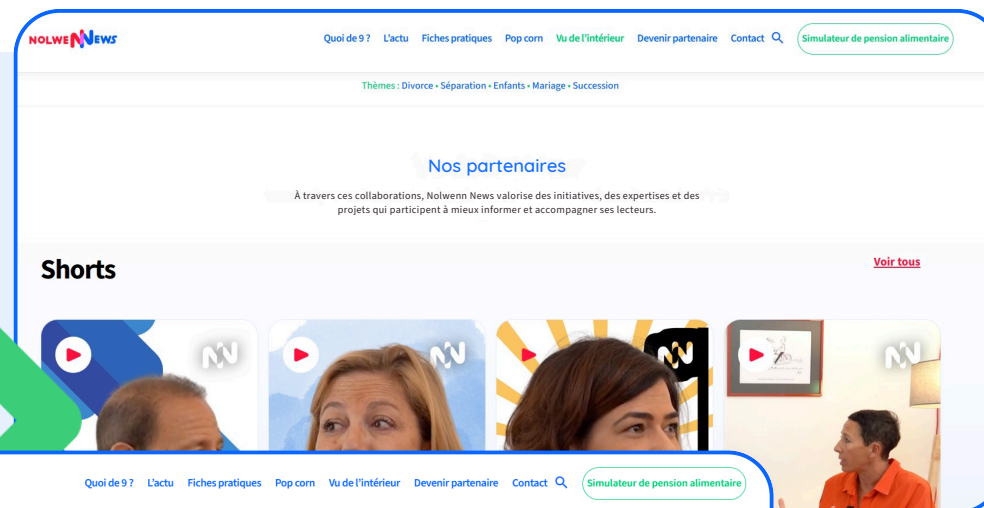 NOLWENN NEWS
Quoi de 9 ? L'actu Fiches pratiques Pop corn Vu de l'intérieur Devenir partenaire Contact Simulateur de pension alimentaire
Thèmes : Divorce • Séparation • Enfants • Mariage • Succession
Nos partenaires
À travers ces collaborations, Nolwenn News valorise des initiatives, des expertises et des
projets qui participent à mieux informer et accompagner ses lecteurs.
Shorts
Voir tous
Quoi de 9 ? L'actu Fiches pratiques Pop corn Vu de l'intérieur Devenir partenaire Contact Simulateur de pension alimentaire